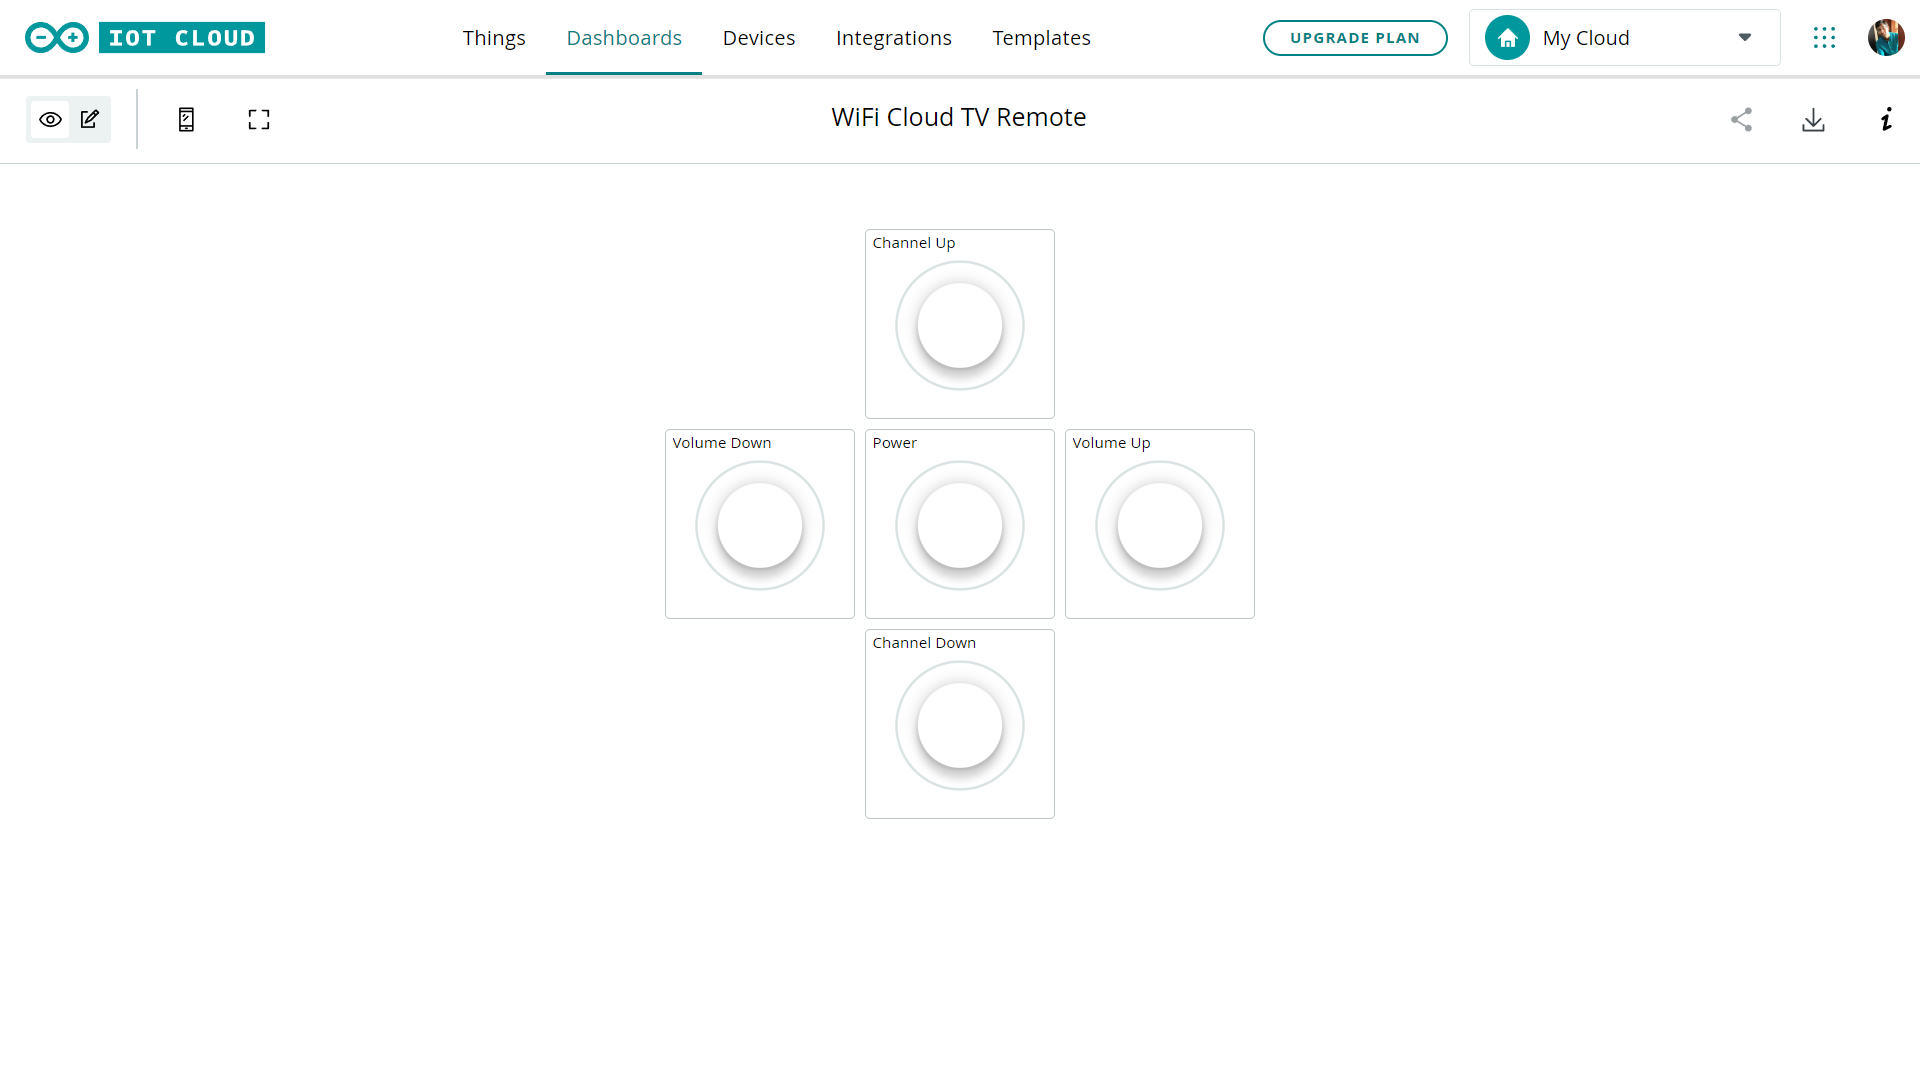 IOT CLOUD
Things
Dashboards
Devices
Integrations
Templates
UPGRADE PLAN
My Cloud
WiFi Cloud TV Remote
Channel Up
Volume Down
Power
Volume Up
Channel Down